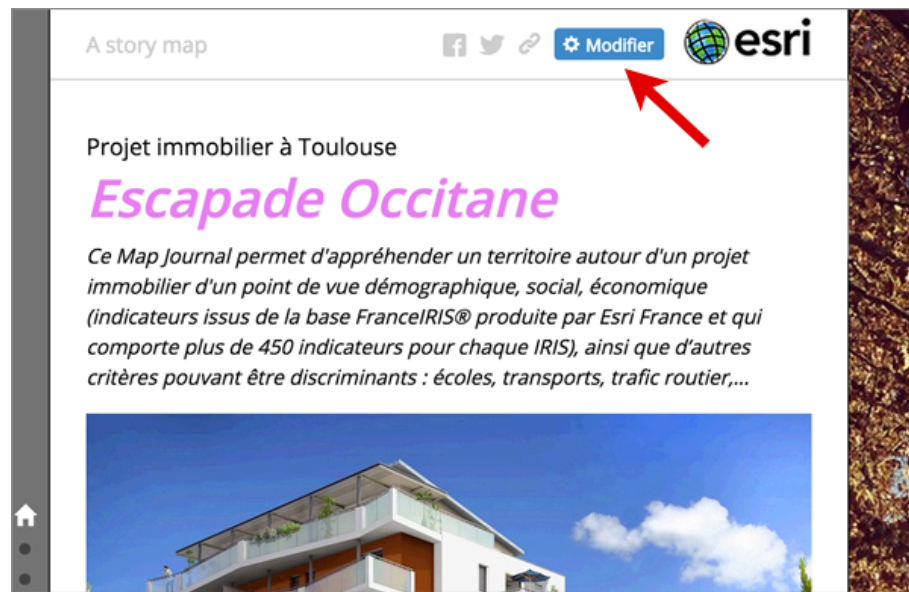 A story map
Modifier
esri
Projet immobilier à Toulouse
Escapade Occitane
Ce Map Journal permet d'appréhender un territoire autour d'un projet
immobilier d'un point de vue démographique, social, économique
(indicateurs issus de la base FranceIRIS® produite par Esri France et qui
comporte plus de 450 indicateurs pour chaque IRIS), ainsi que d’autres
critères pouvant être discriminants : écoles, transports, trafic routier,...